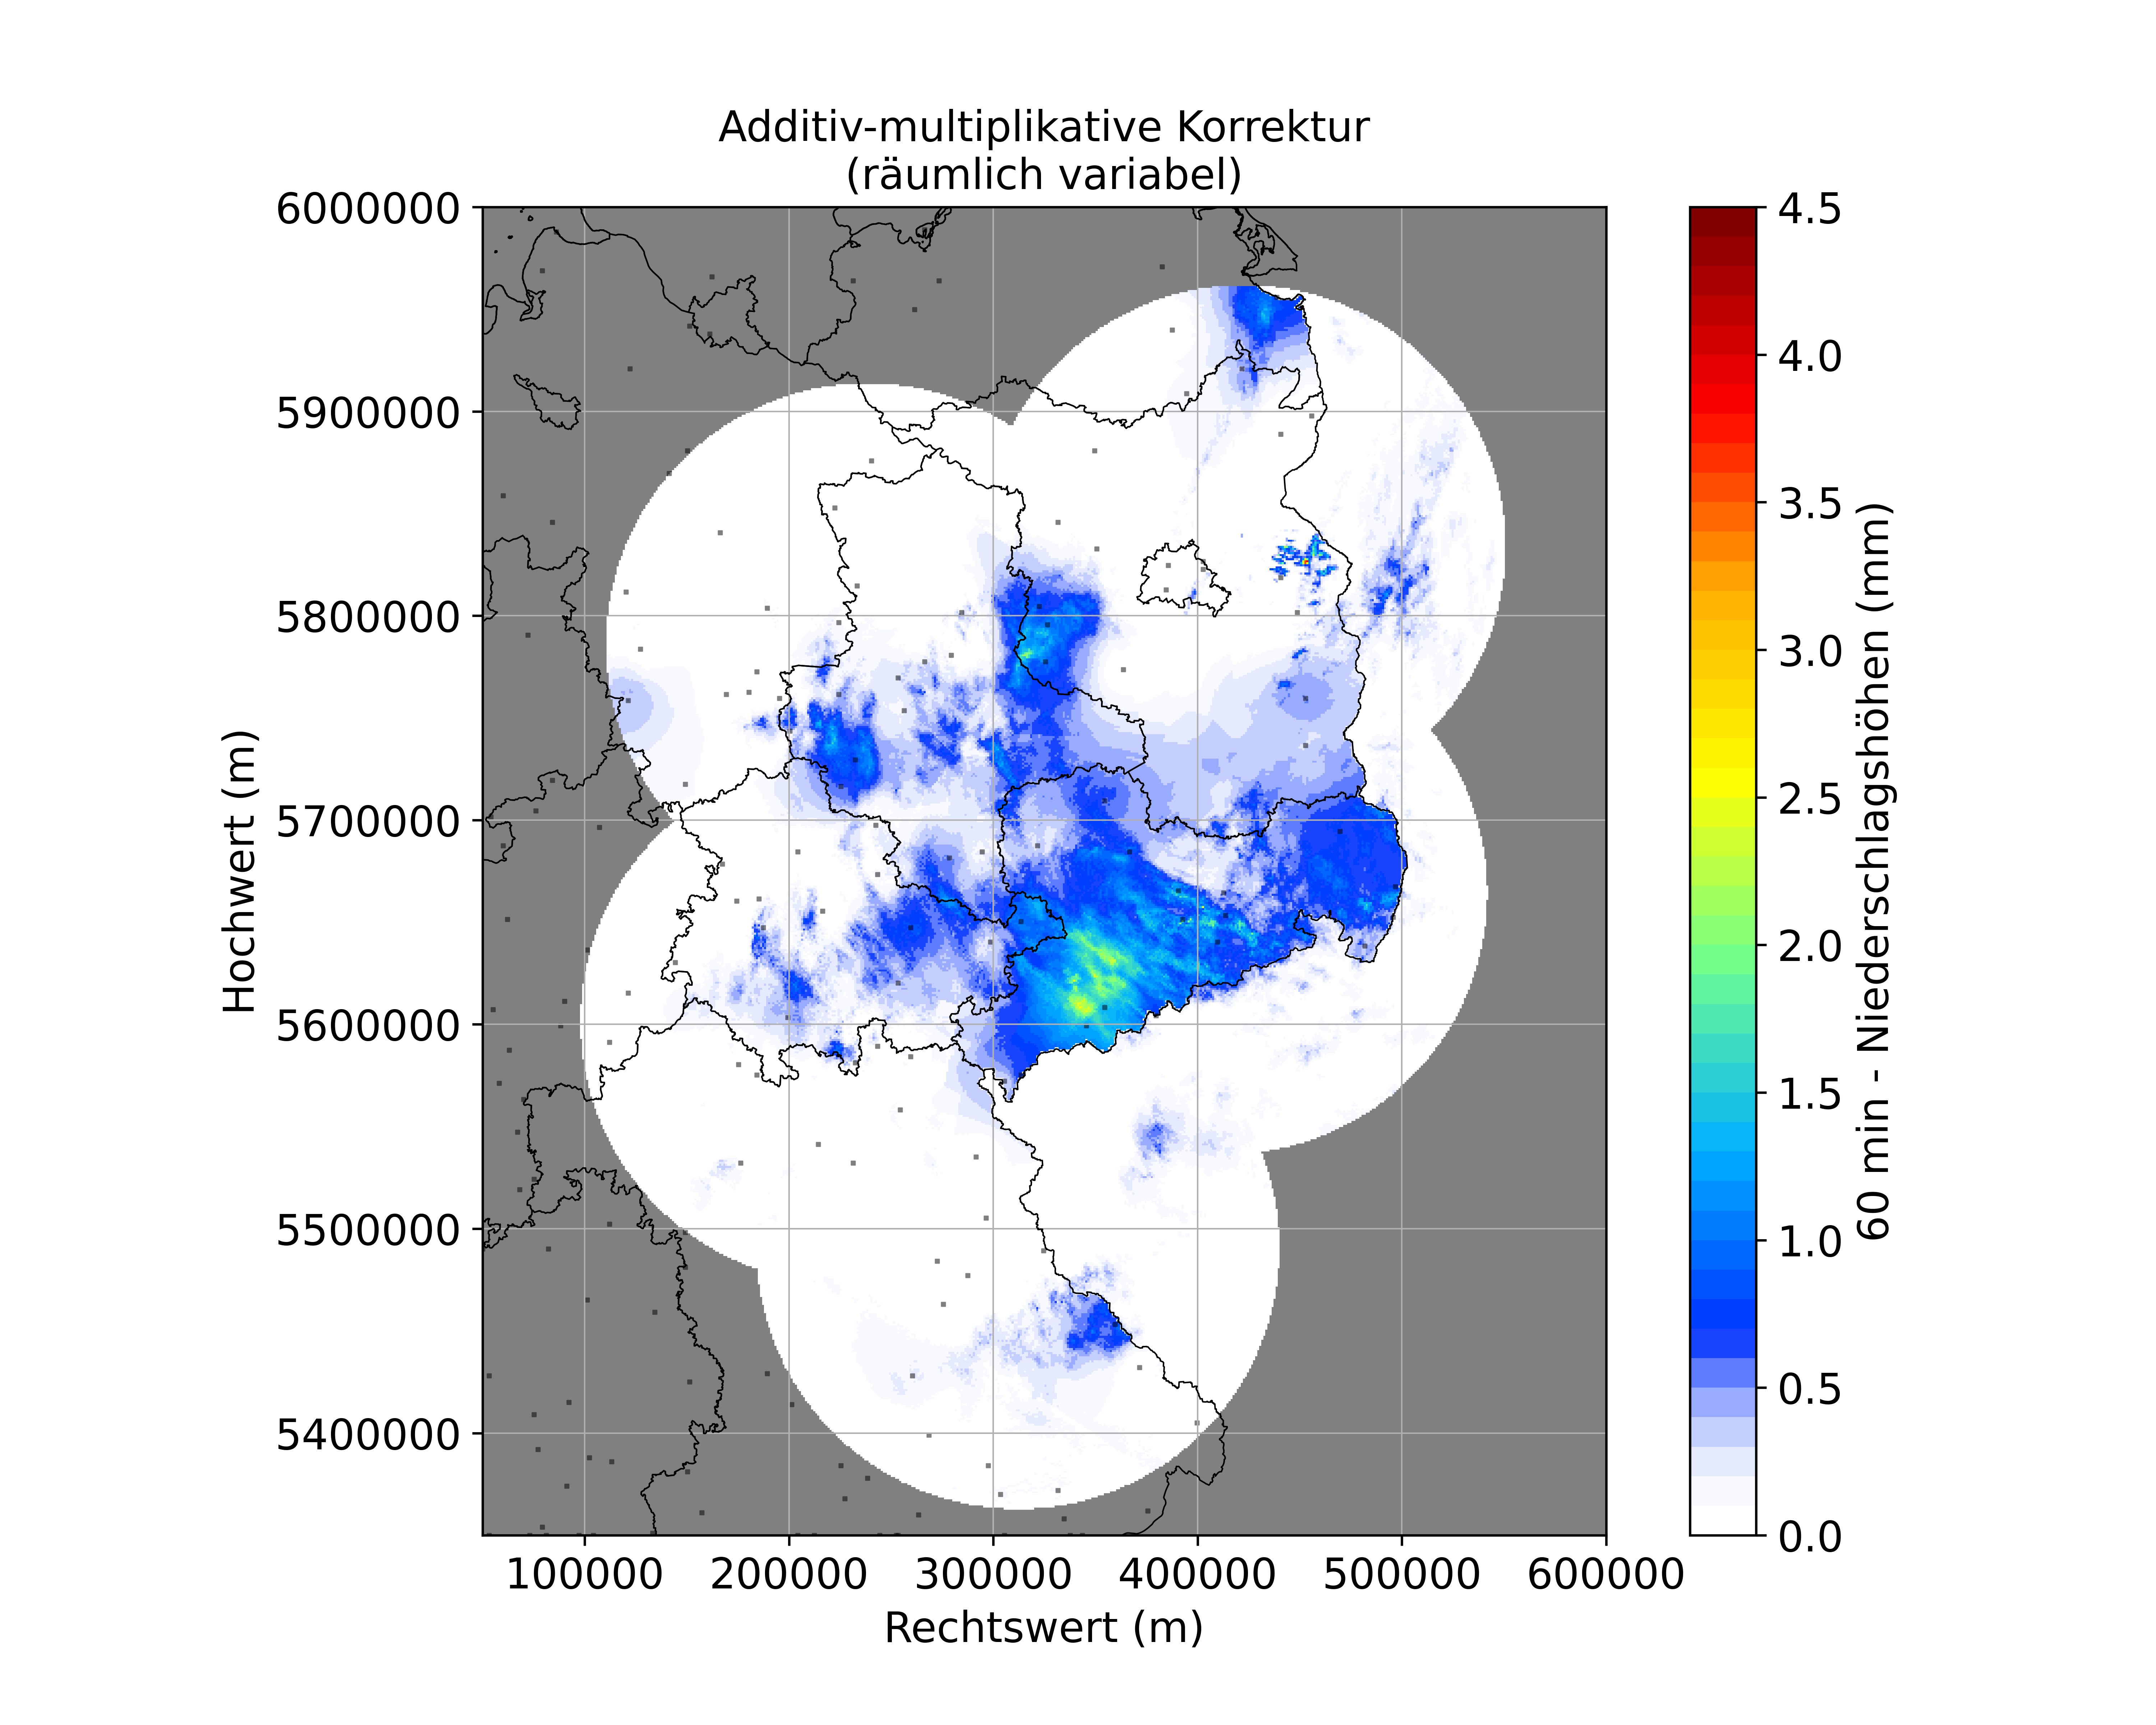 Additiv-multiplikative Korrektur
(räumlich variabel)
6000000
5900000
5800000
5700000
5600000
5500000
5400000
Hochwert (m)
100000 200000 300000 400000 500000 600000
Rechtswert (m)
4.5
4.0
3.5
3.0
2.5
2.0
1.5
1.0
0.5
0.0
60 min - Niederschlagshöhen (mm)